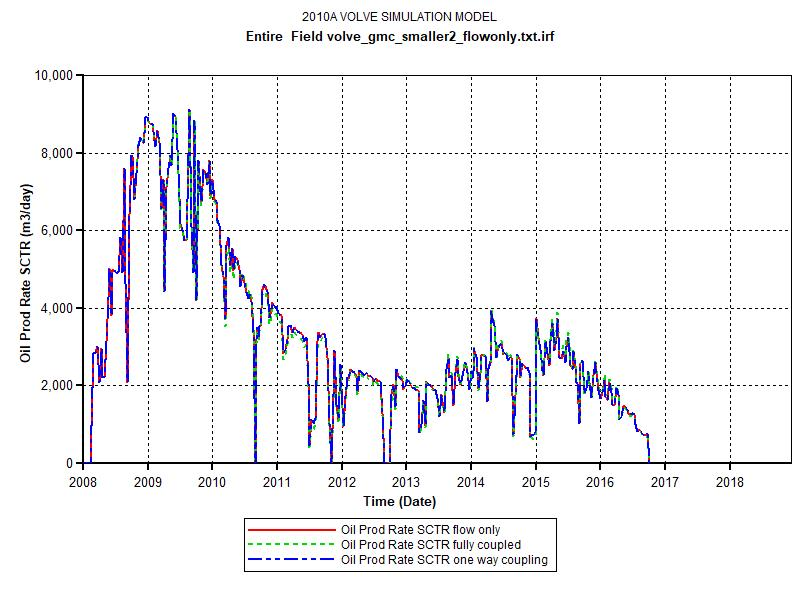 2010A VOLVE SIMULATION MODEL
Entire Field volve_gmc_smaller2_flowonly.txt.irf
Oil Prod Rate SCTR (m3/day)
10,000
8,000
6,000
4,000
2,000
0
2008 2009 2010 2011 2012 2013 2014 2015 2016 2017 2018
Time (Date)
Oil Prod Rate SCTR flow only
Oil Prod Rate SCTR fully coupled
Oil Prod Rate SCTR one way coupling